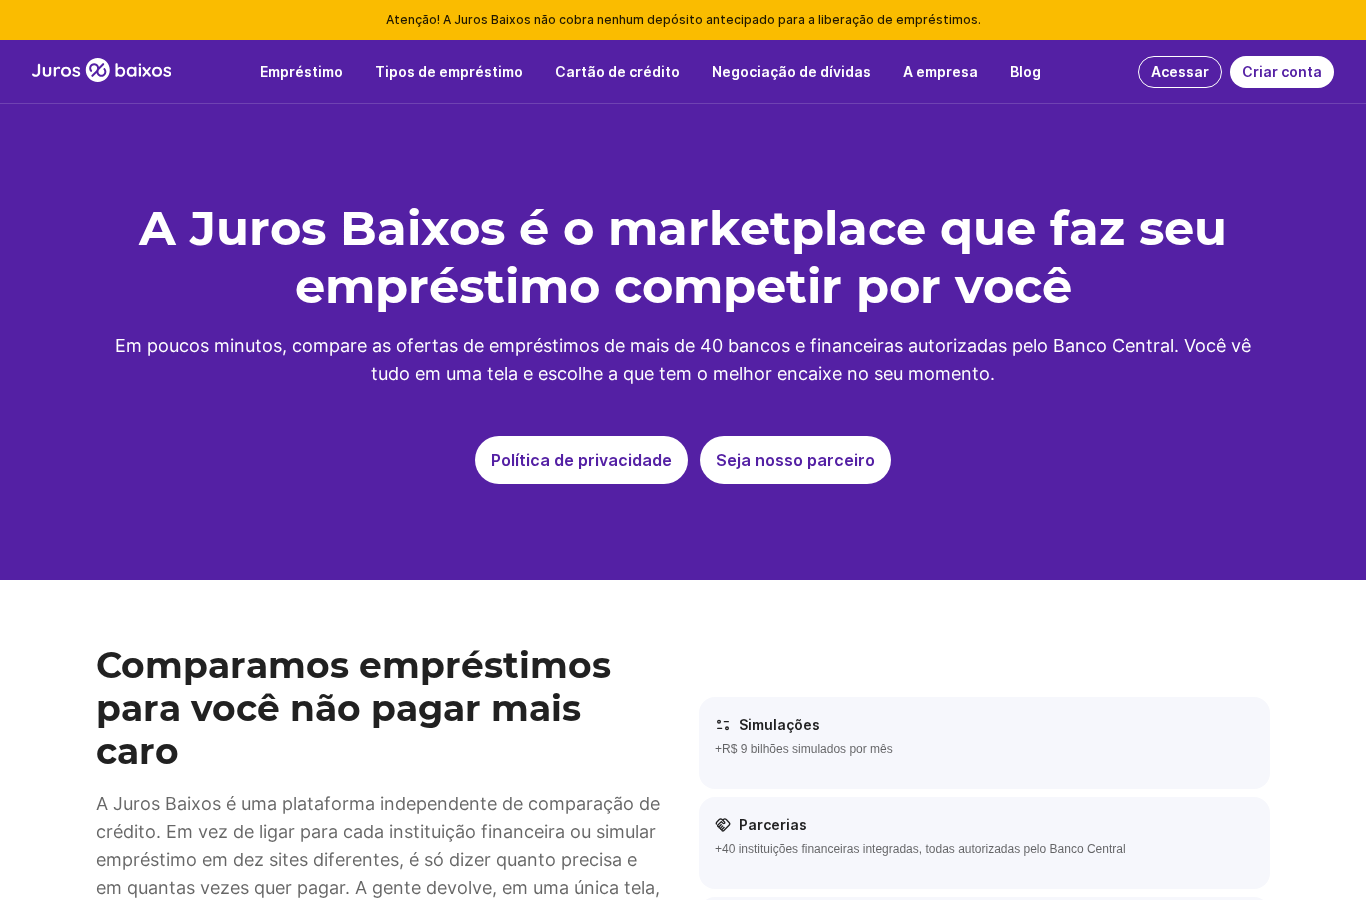 Atenção! A Juros Baixos não cobra nenhum depósito antecipado para a liberação de empréstimos.
Juros baixos
Empréstimo
Tipos de empréstimo
Cartão de crédito
Negociação de dívidas
A empresa
Blog
Acessar
Criar conta
A Juros Baixos é o marketplace que faz seu
empréstimo competir por você
Em poucos minutos, compare as ofertas de empréstimos de mais de 40 bancos e financeiras autorizadas pelo Banco Central. Você vê
tudo em uma tela e escolhe a que tem o melhor encaixe no seu momento.
Política de privacidade
Seja nosso parceiro
Comparamos empréstimos
para você não pagar mais
caro
A Juros Baixos é uma plataforma independente de comparação de
crédito. Em vez de ligar para cada instituição financeira ou simular
empréstimo em dez sites diferentes, é só dizer quanto precisa e
em quantas vezes quer pagar. A gente devolve, em uma única tela,
Simulações
+R$ 9 bilhões simulados por mês
Parcerias
+40 instituições financeiras integradas, todas autorizadas pelo Banco Central